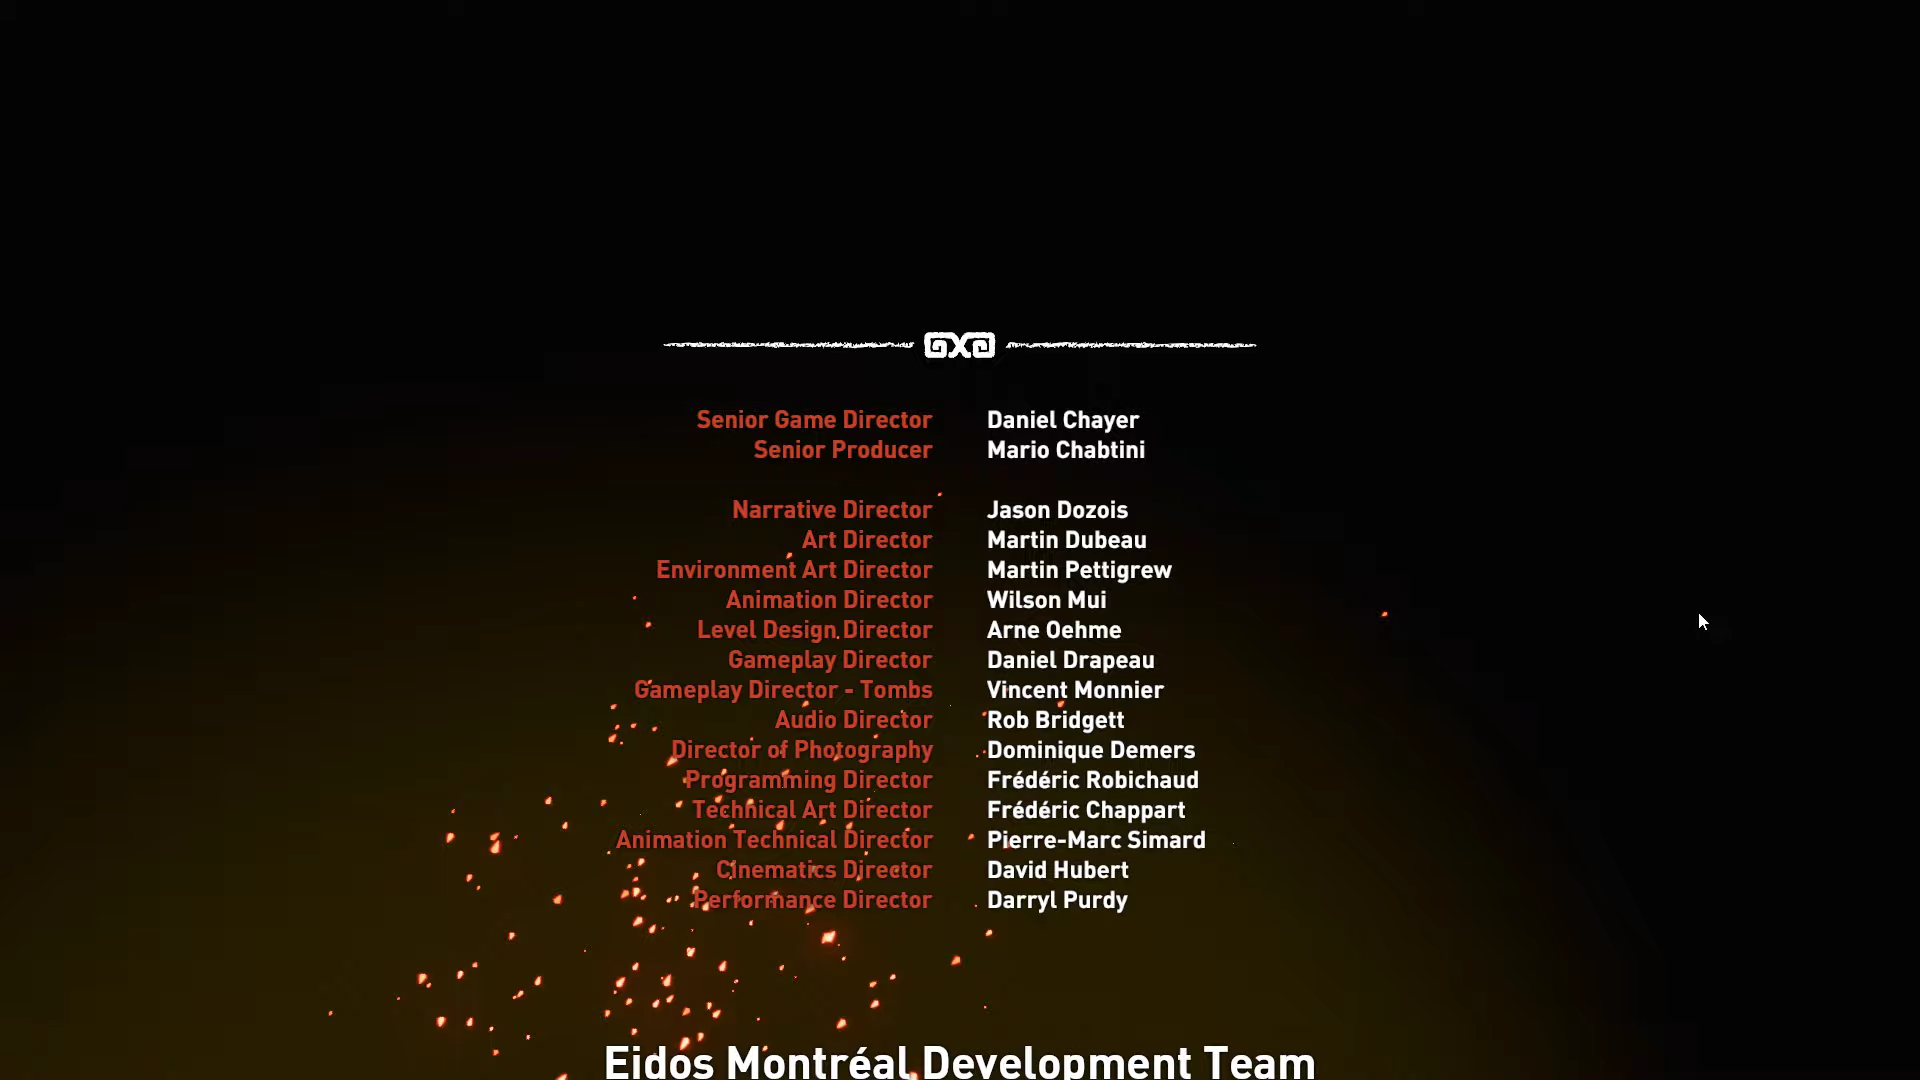 Senior Game Director Daniel Chayer
Senior Producer Mario Chabtini
Narrative Director Jason Dozois
Art Director Martin Dubeau
Environment Art Director Martin Pettigrew
Animation Director Wilson Mui
Level Design Director Arne Oehme
Gameplay Director Daniel Drapeau
Gameplay Director - Tombs Vincent Monnier
Audio Director Rob Bridgett
Director of Photography Dominique Demers
Programming Director Frédéric Robichaud
Technical Art Director Frédéric Chappart
Animation Technical Director Pierre-Marc Simard
Cinematics Director David Hubert
Performance Director Darryl Purdy
Eidos Montréal Development Team